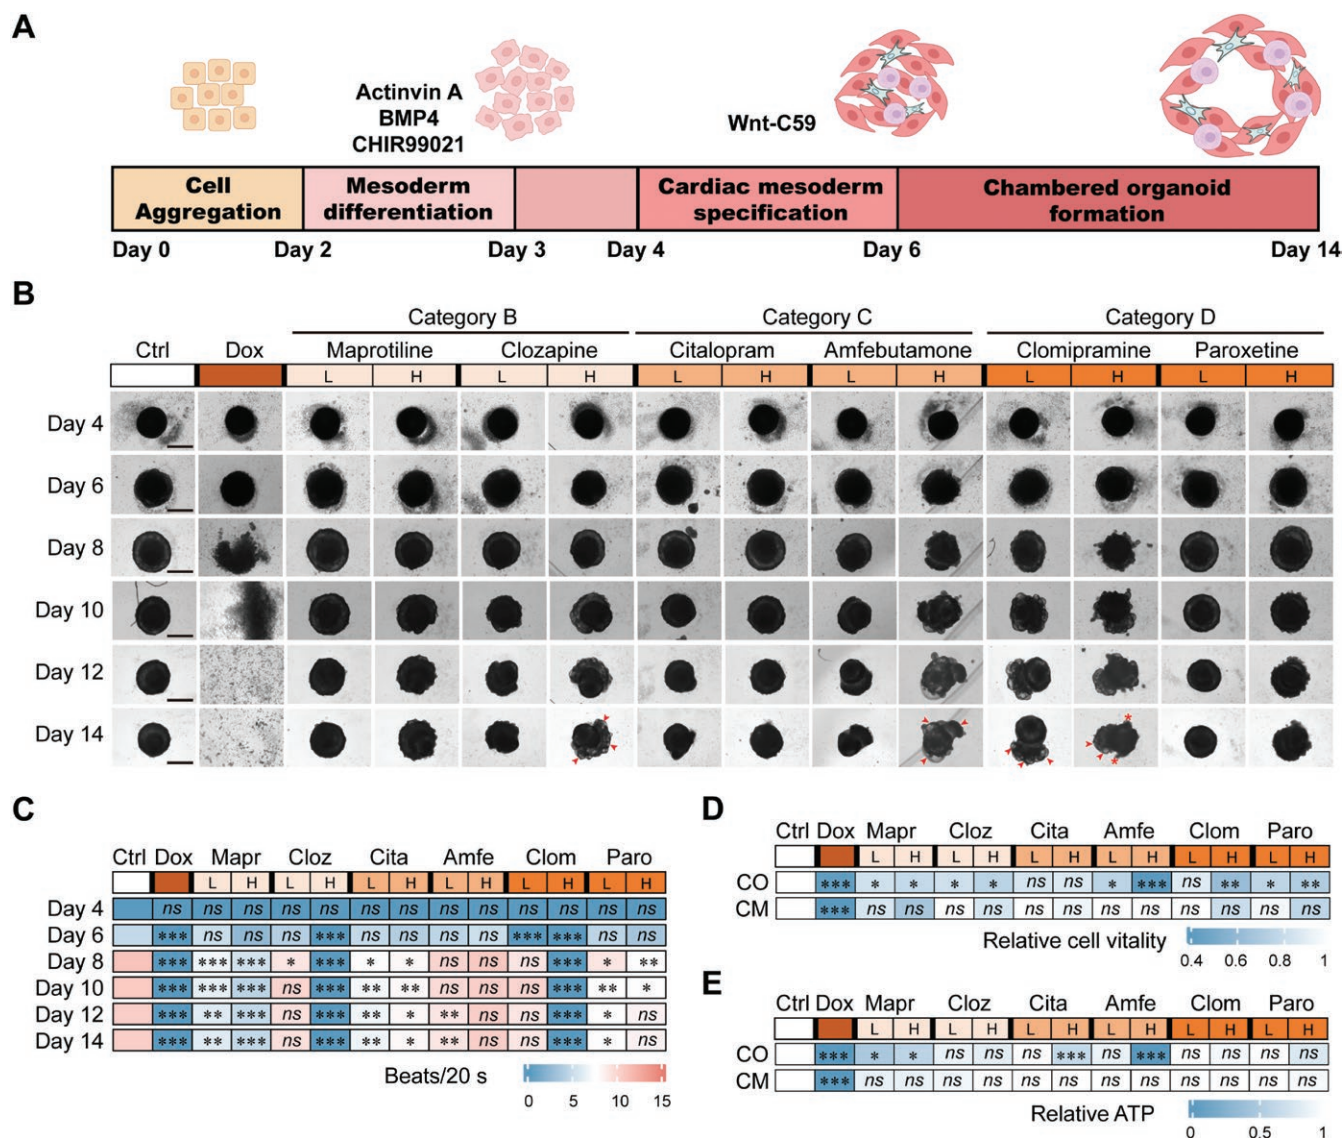 A
Actinvin A
BMP4
CHIR99021
Wnt-C59
Cell Aggregation
Mesoderm differentiation
Cardiac mesoderm specification
Chambered organoid formation
Day 0 Day 2 Day 3 Day 4 Day 6 Day 14
B
Category B Category C Category D
Ctrl Dox Maprotiline Clozapine Citalopram Amfebutamone Clomipramine Paroxetine
L H L H L H L H L H L H
Day 4
Day 6
Day 8
Day 10
Day 12
Day 14
C
Ctrl Dox Mapr Cloz Cita Amfe Clom Paro
L H L H L H L H L H L H
Day 4 ns ns ns ns ns ns ns ns ns ns ns ns ns
Day 6 *** ns ns ns *** ns ns ns ns *** *** ns ns
Day 8 *** *** *** * *** * * ns ns ns *** * **
Day 10 *** *** *** ns *** ** ** ns ns ns *** ** *
Day 12 *** ** *** ns *** ** * ** ns ns *** * ns
Day 14 *** ** *** ns *** ** * ** ns ns *** * ns
Beats/20 s
0 5 10 15
D
Ctrl Dox Mapr Cloz Cita Amfe Clom Paro
L H L H L H L H L H L H
CO *** * * * * ns ns * *** ns ** * **
CM *** ns ns ns ns ns ns ns ns ns ns ns ns
Relative cell vitality
0.4 0.6 0.8 1
E
Ctrl Dox Mapr Cloz Cita Amfe Clom Paro
L H L H L H L H L H L H
CO *** * * ns ns ns *** ns *** ns ns ns ns
CM *** ns ns ns ns ns ns ns ns ns ns ns ns
Relative ATP
0 0.5 1